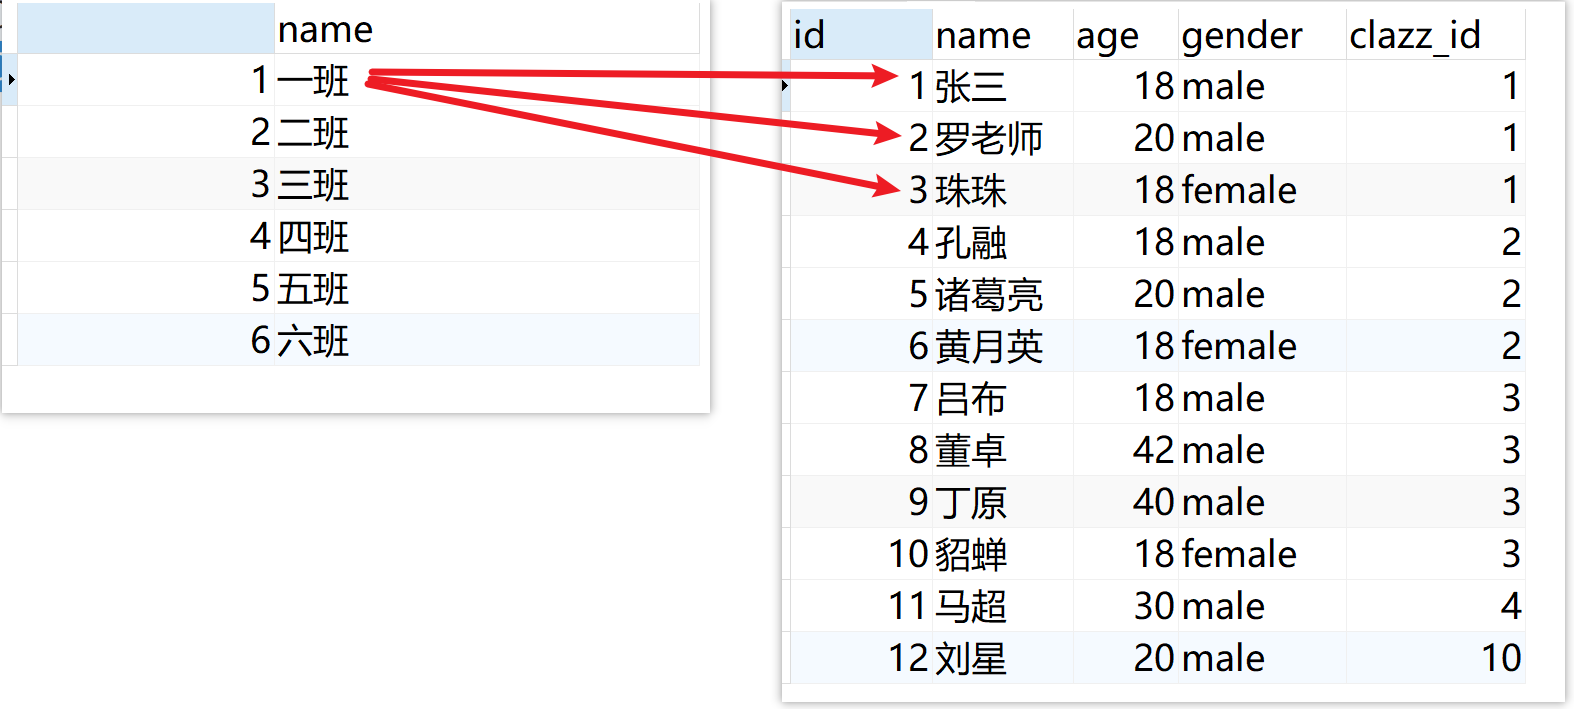 name
1 一班
2 二班
3 三班
4 四班
5 五班
6 六班
id name age gender clazz_id
1 张三 18 male 1
2 罗老师 20 male 1
3 珠珠 18 female 1
4 孔融 18 male 2
5 诸葛亮 20 male 2
6 黄月英 18 female 2
7 吕布 18 male 3
8 董卓 42 male 3
9 丁原 40 male 3
10 貂蝉 18 female 3
11 马超 30 male 4
12 刘星 20 male 10